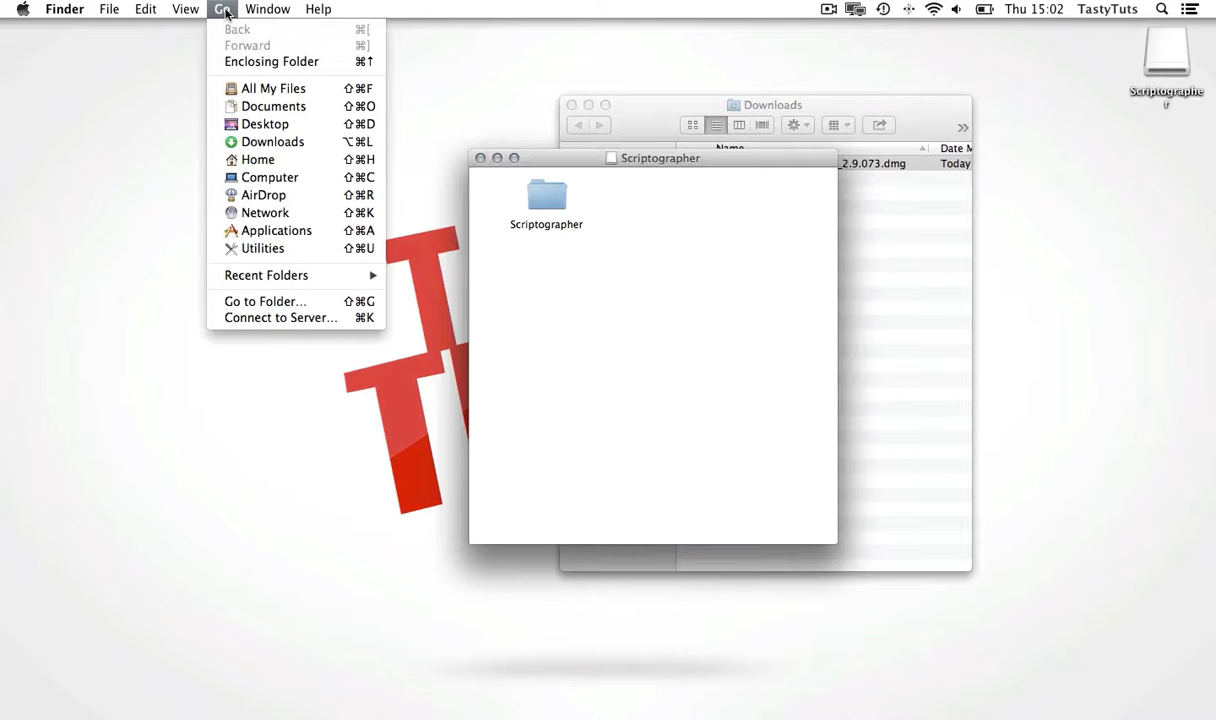 Finder File Edit View Go Window Help Thu 15:02 TastyTuts
Back ⌘[
Forward ⌘]
Enclosing Folder ⌘↑
All My Files ⇧⌘F
Documents ⇧⌘O
Desktop ⇧⌘D
Downloads ⌥⌘L
Home ⇧⌘H
Computer ⇧⌘C
AirDrop ⇧⌘R
Network ⇧⌘K
Applications ⇧⌘A
Utilities ⇧⌘U
Recent Folders
Go to Folder... ⇧⌘G
Connect to Server... ⌘K
Downloads
Name Date M
_2.9.073.dmg Today
Scriptographer
Scriptographer
Scriptographe
r